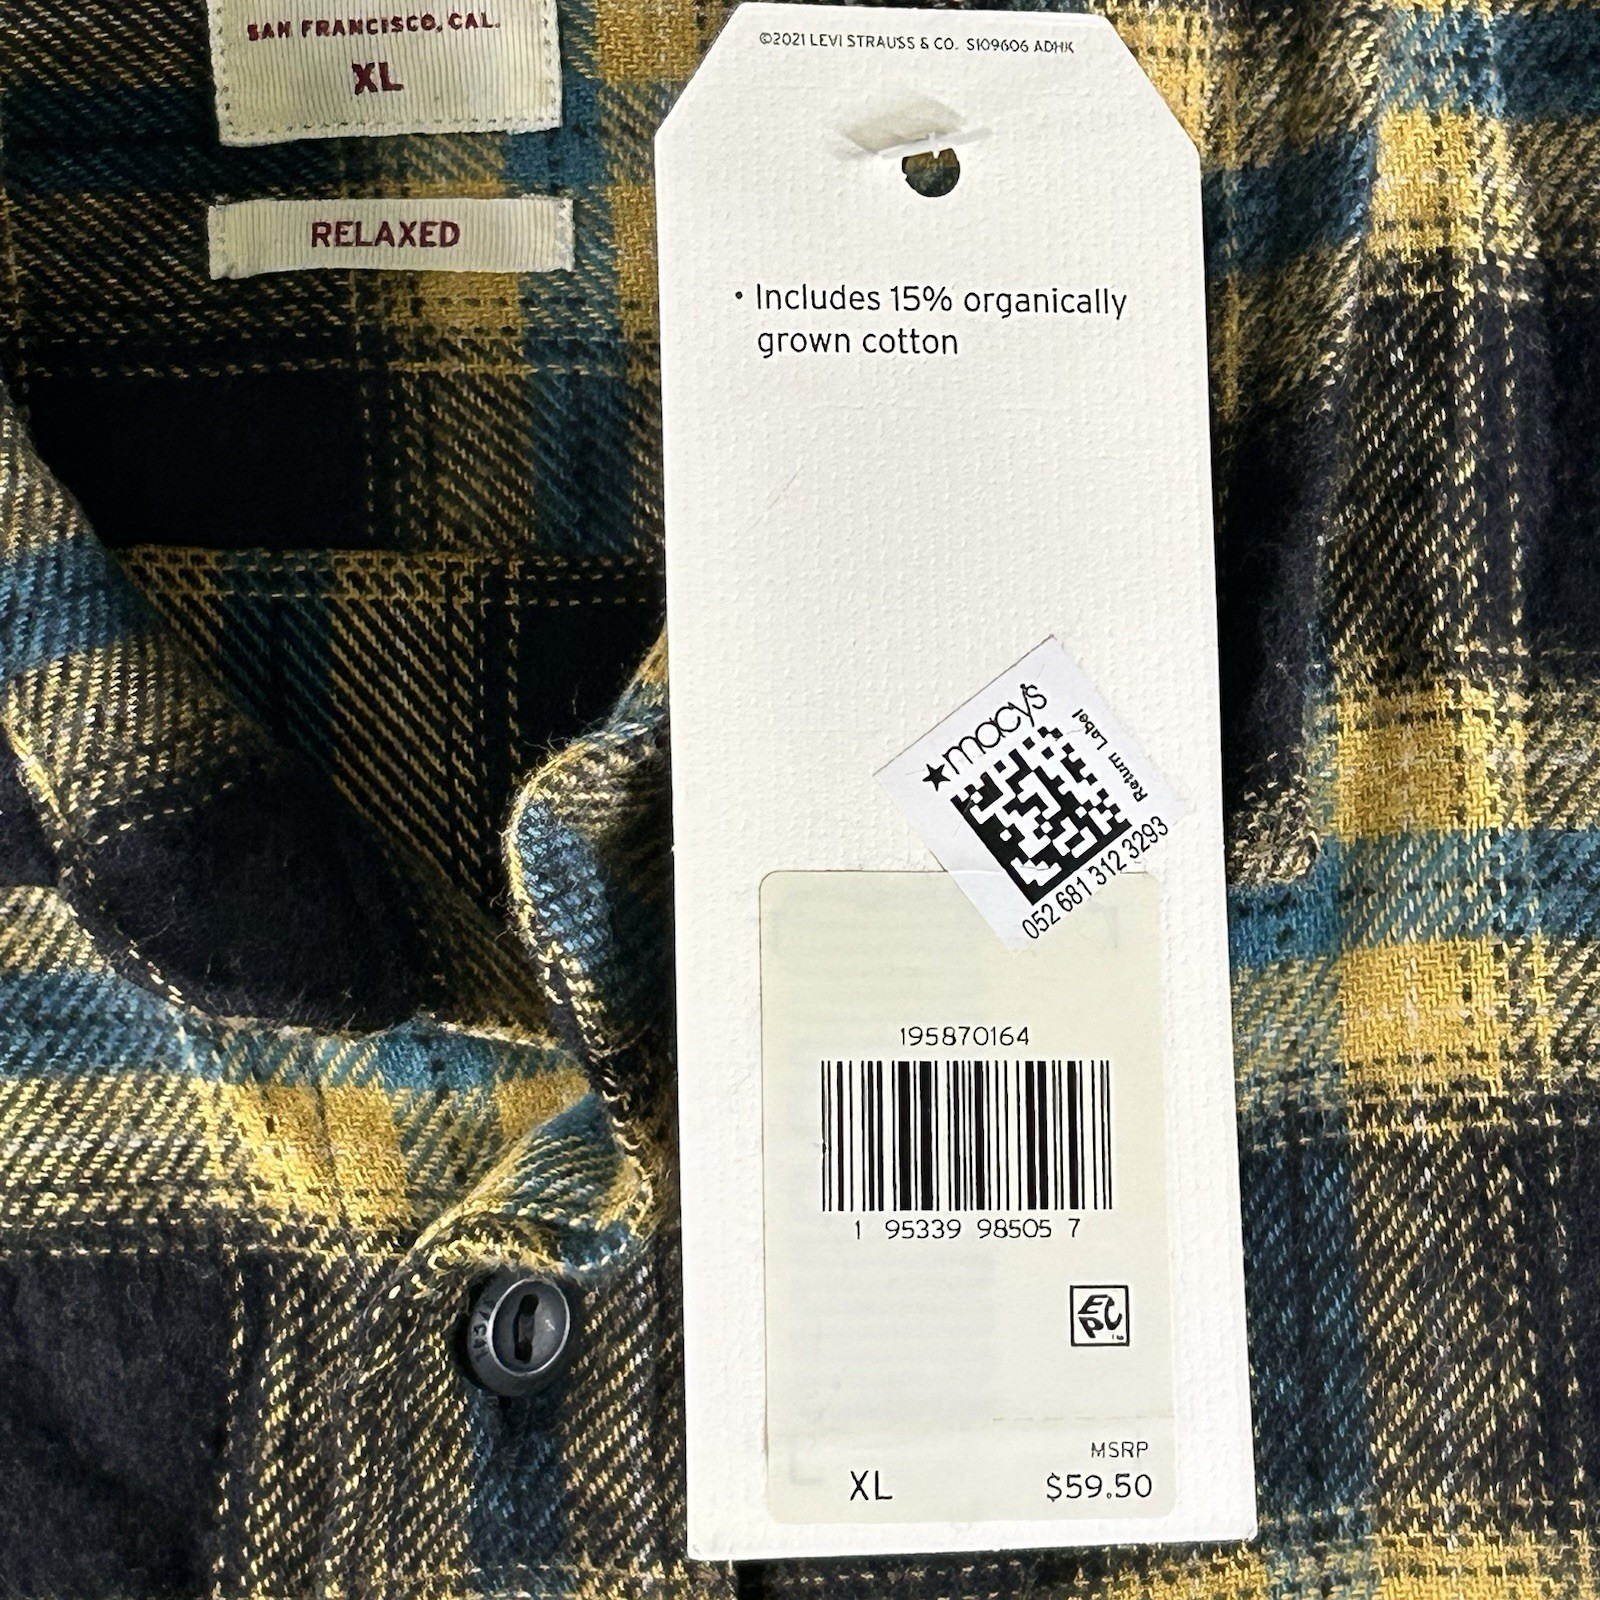 SAN FRANCISCO, CAL.
XL
RELAXED
©2021 LEVI STRAUSS & CO. S109606 ADHK
• Includes 15% organically
grown cotton
★macy's
Return Label
052 681 312 3293
195870164
1 95339 98505 7
EPC
XL
MSRP
$59.50